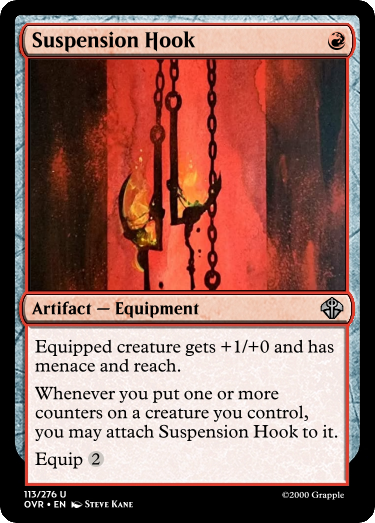 Suspension Hook
Artifact — Equipment
Equipped creature gets +1/+0 and has
menace and reach.
Whenever you put one or more
counters on a creature you control,
you may attach Suspension Hook to it.
Equip 2
113/276 U
OVR • EN Steve Kane
©2000 Grapple